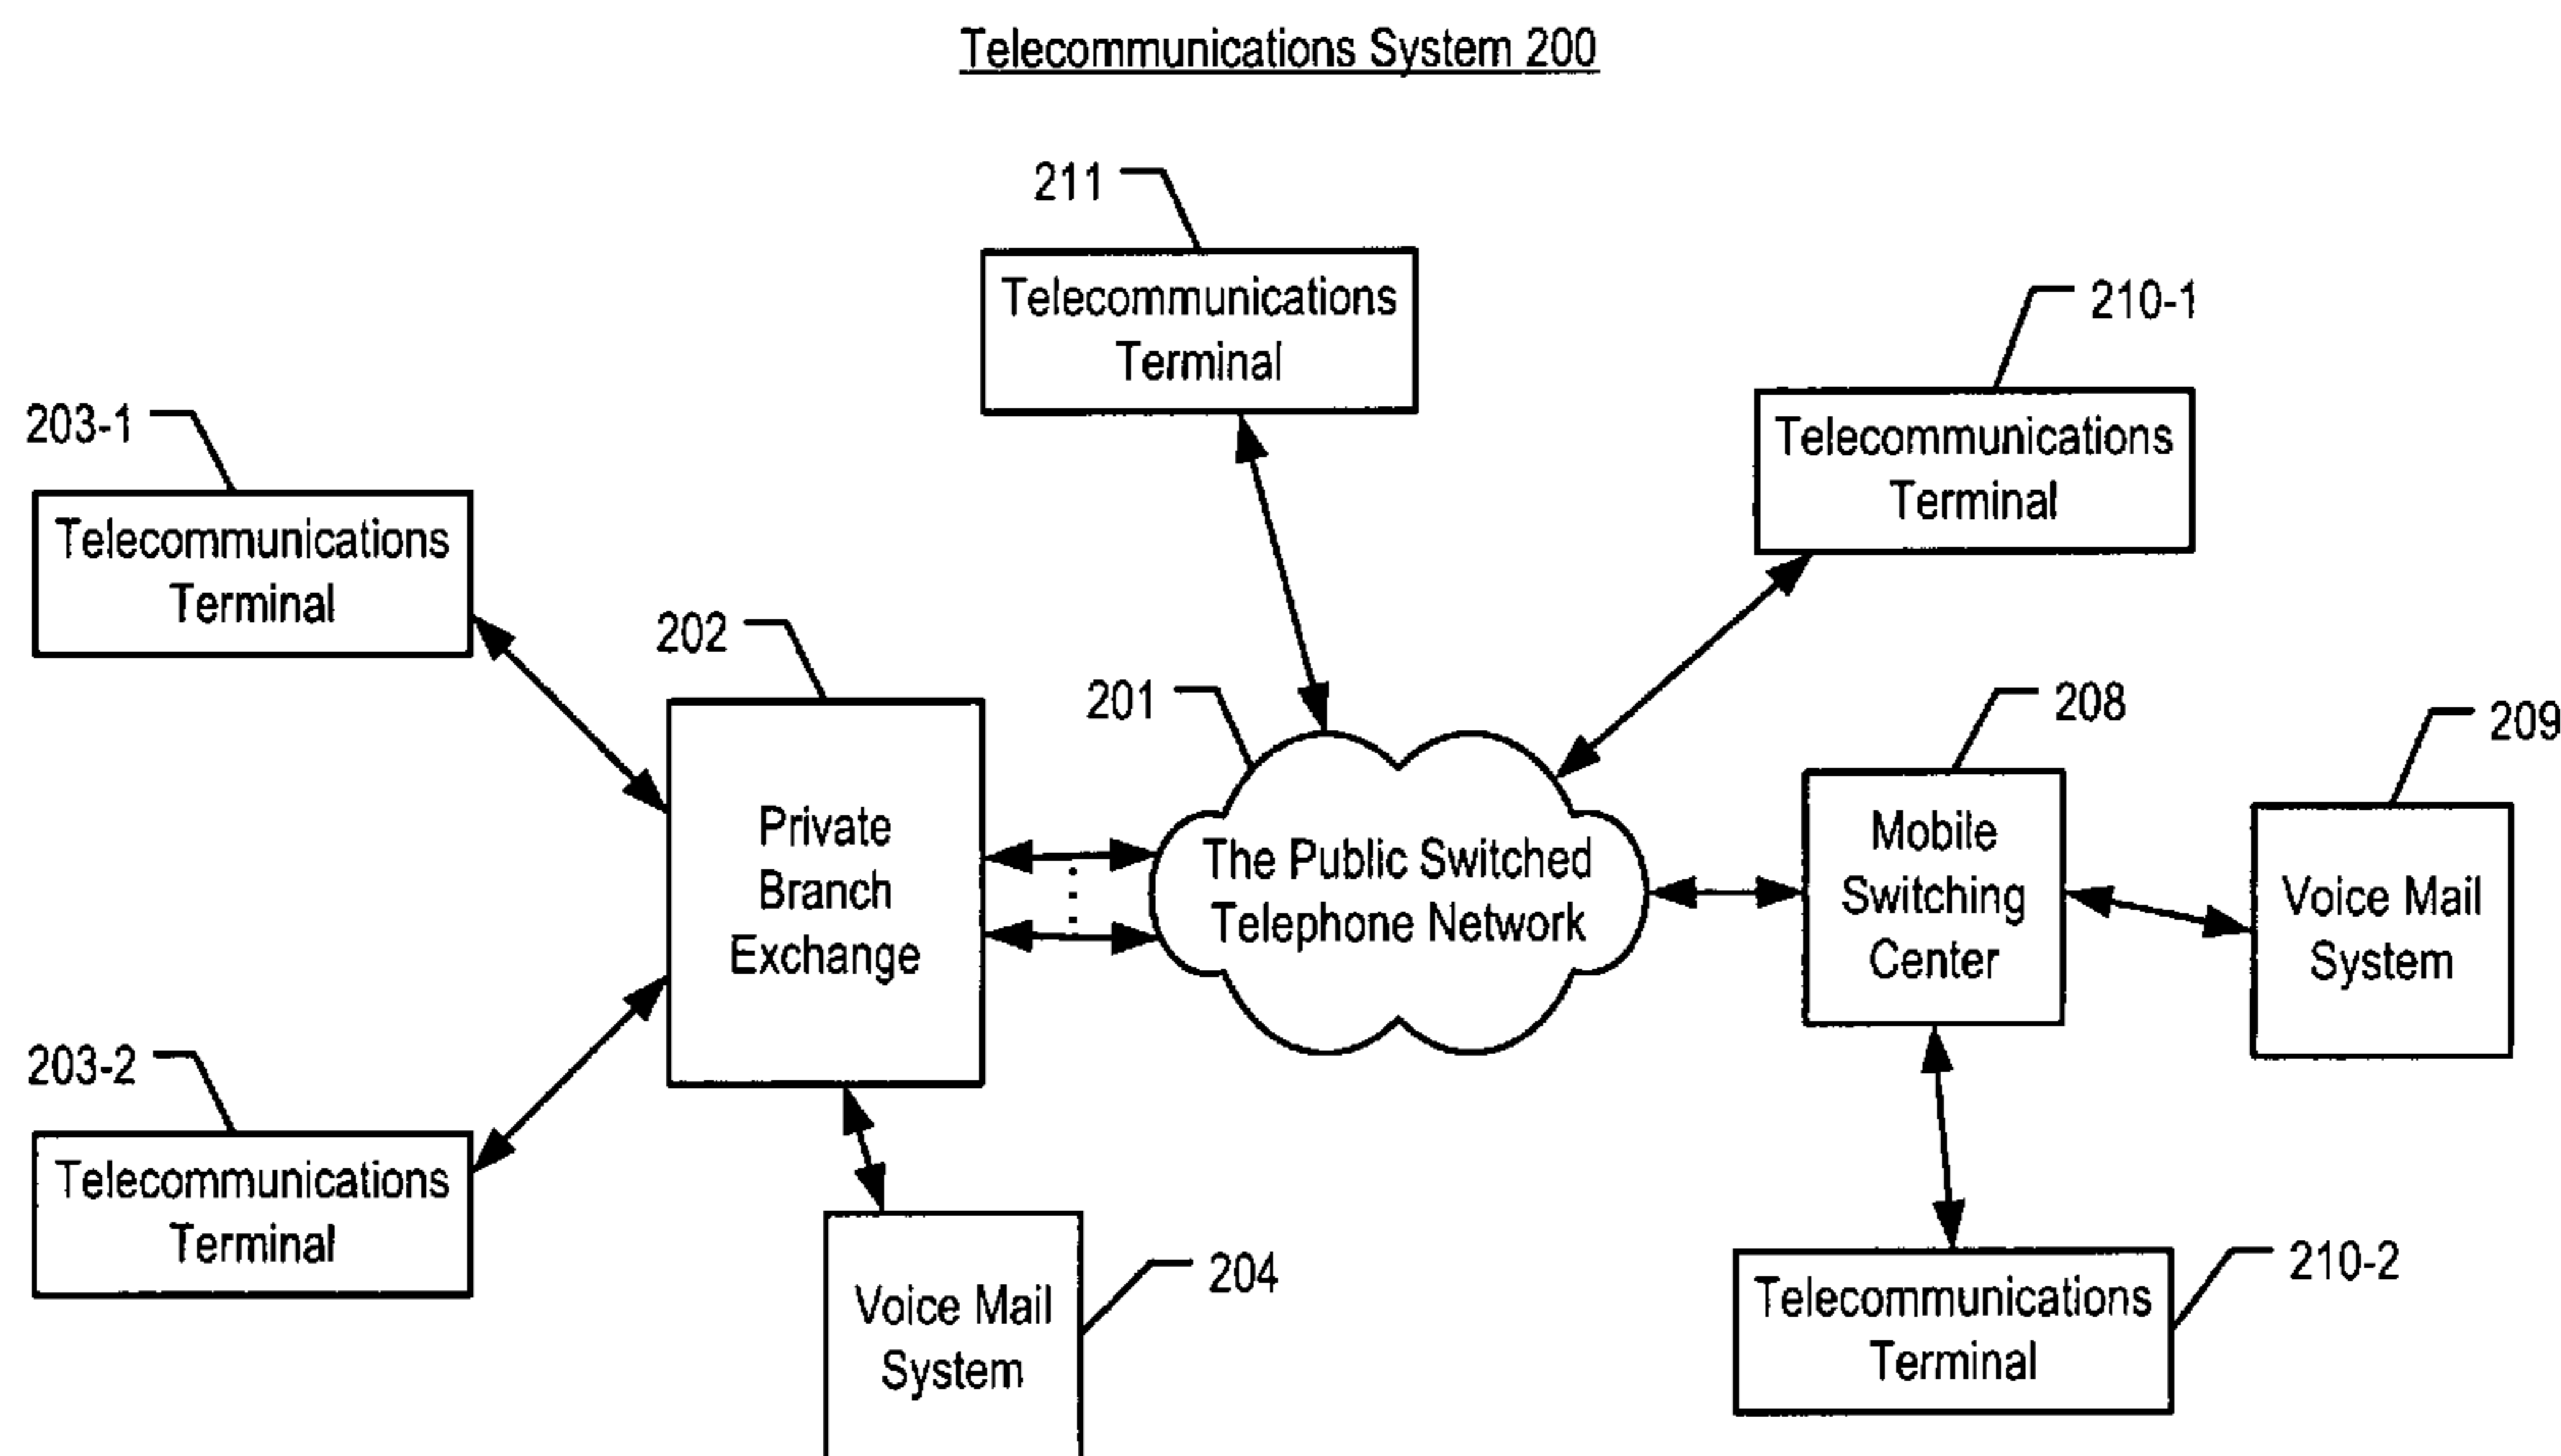 Telecommunications System 200
211
Telecommunications
Terminal
210-1
Telecommunications
Terminal
203-1
Telecommunications
Terminal
202
Private
Branch
Exchange
201
The Public Switched
Telephone Network
208
Mobile
Switching
Center
209
Voice Mail
System
203-2
Telecommunications
Terminal
204
Voice Mail
System
210-2
Telecommunications
Terminal